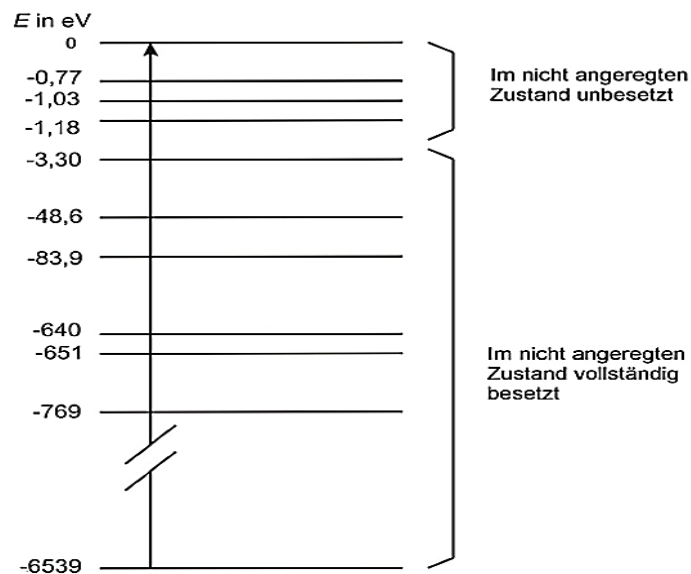 E in eV
0
-0,77
-1,03
-1,18
-3,30
-48,6
-83,9
-640
-651
-769
-6539
Im nicht angeregten
Zustand unbesetzt
Im nicht angeregten
Zustand vollständig
besetzt